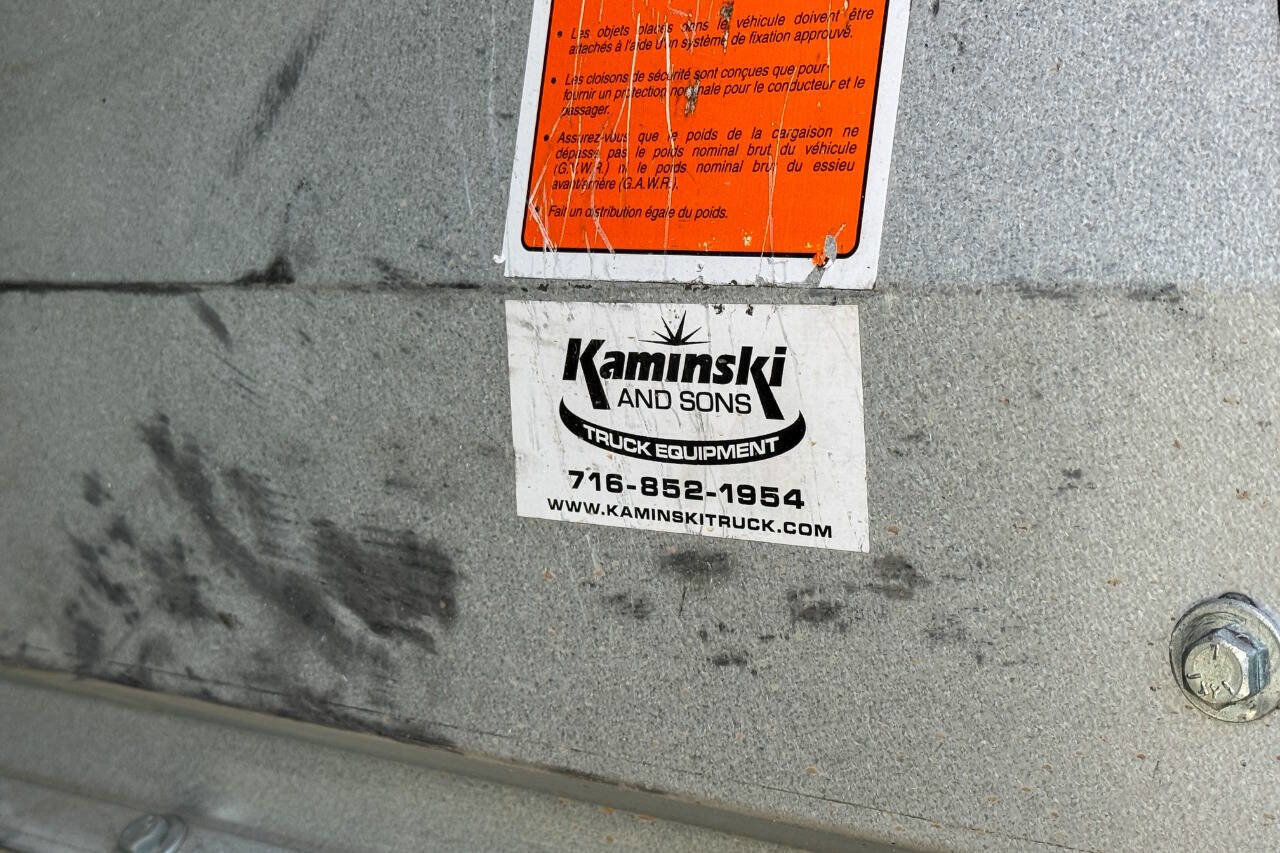 • Les objets placés dans le véhicule doivent être
attachés à l'aide d'un système de fixation approuvé.
• Les cloisons de sécurité sont conçues que pour
fournir un protection nominale pour le conducteur et le
passager.
• Assurez-vous que le poids de la cargaison ne
dépasse pas le poids nominal brut du véhicule
(G.V.W.R.) ni le poids nominal brut du essieu
avant/arrière (G.A.W.R.).
• Fait un distribution égale du poids.
Kaminski
AND SONS
TRUCK EQUIPMENT
716-852-1954
WWW.KAMINSKITRUCK.COM